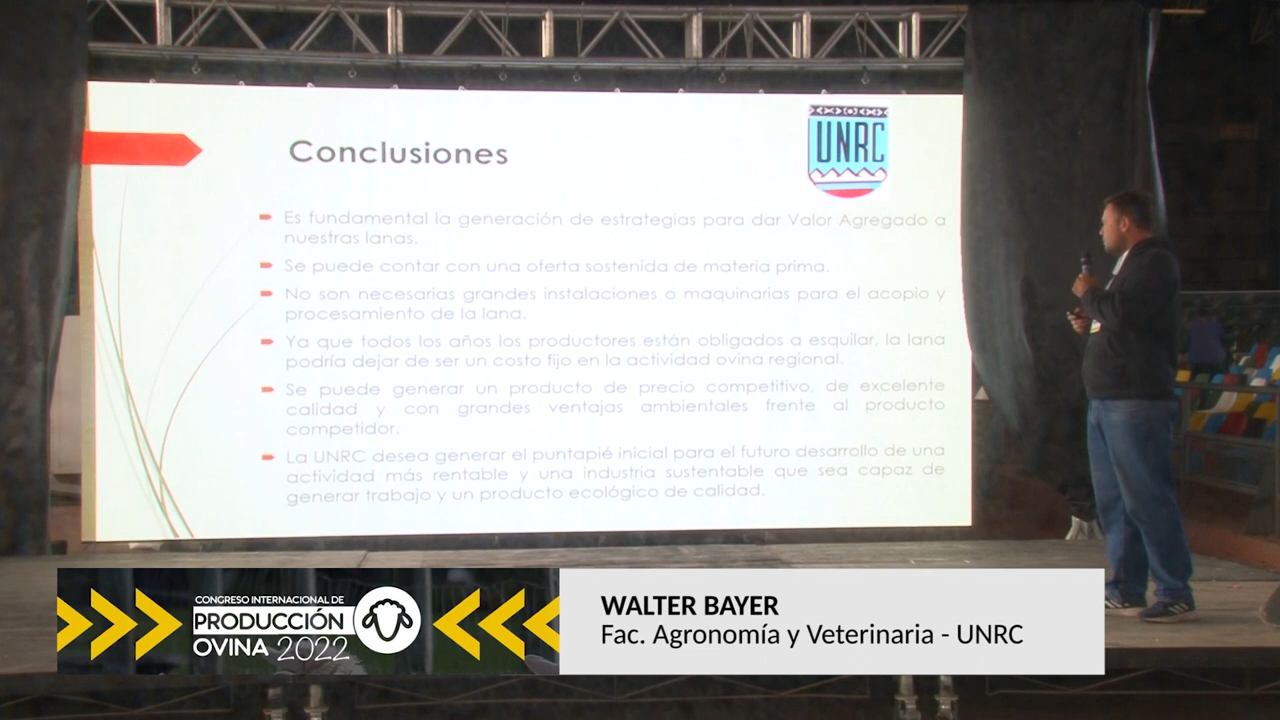 Conclusiones
UNRC
Es fundamental la generación de estrategias para dar Valor Agregado a
nuestras lanas.
Se puede contar con una oferta sostenida de materia prima.
No son necesarias grandes instalaciones o maquinarias para el acopio y
procesamiento de la lana.
Ya que todos los años los productores están obligados a esquilar, la lana
podría dejar de ser un costo fijo en la actividad ovina regional.
Se puede generar un producto de precio competitivo, de excelente
calidad y con grandes ventajas ambientales frente al producto
competidor.
La UNRC desea generar el puntapié inicial para el futuro desarrollo de una
actividad más rentable y una industria sustentable que sea capaz de
generar trabajo y un producto ecológico de calidad.
CONGRESO INTERNACIONAL DE
PRODUCCIÓN
OVINA 2022
WALTER BAYER
Fac. Agronomía y Veterinaria - UNRC